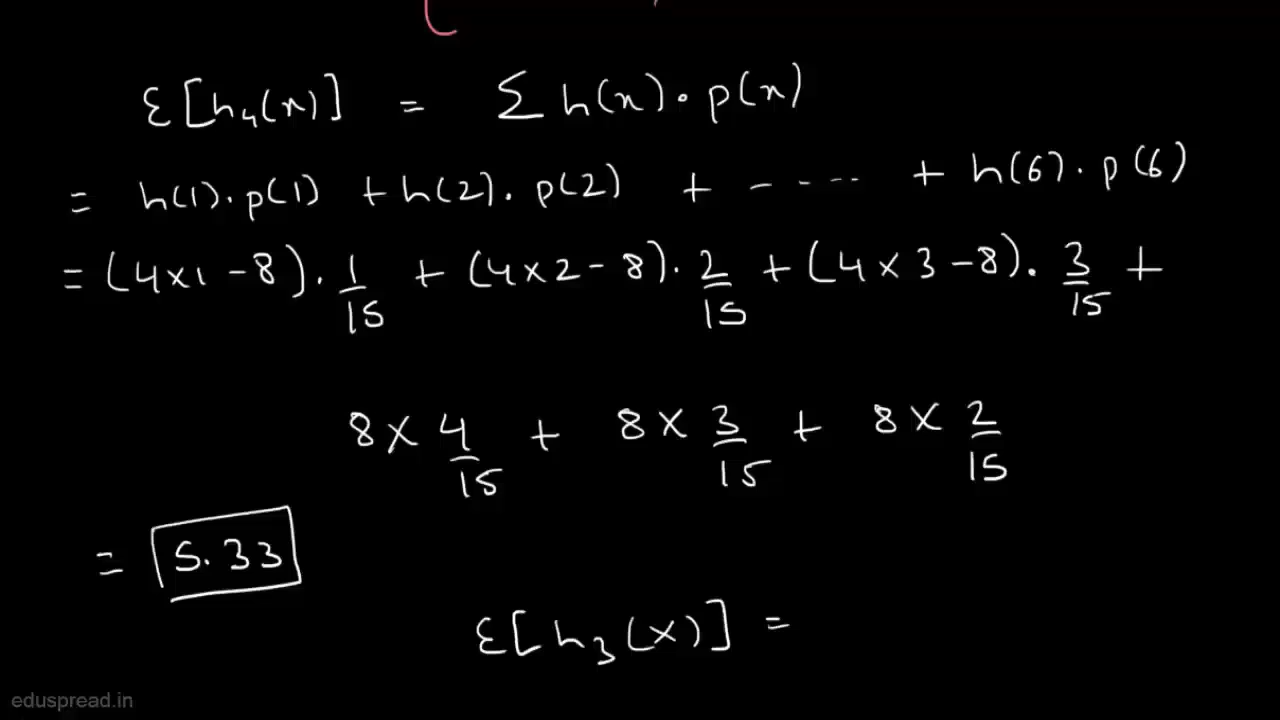 Ɛ[h₄(x)] = Σ h(x)·p(x)
= h(1)·p(1) + h(2)·p(2) + ----- + h(6)·p(6)
= (4×1-8)·1/15 + (4×2-8)·2/15 + (4×3-8)·3/15 +
8×4/15 + 8×3/15 + 8×2/15
= 5.33
Ɛ[h₃(X)] =
eduspread.in